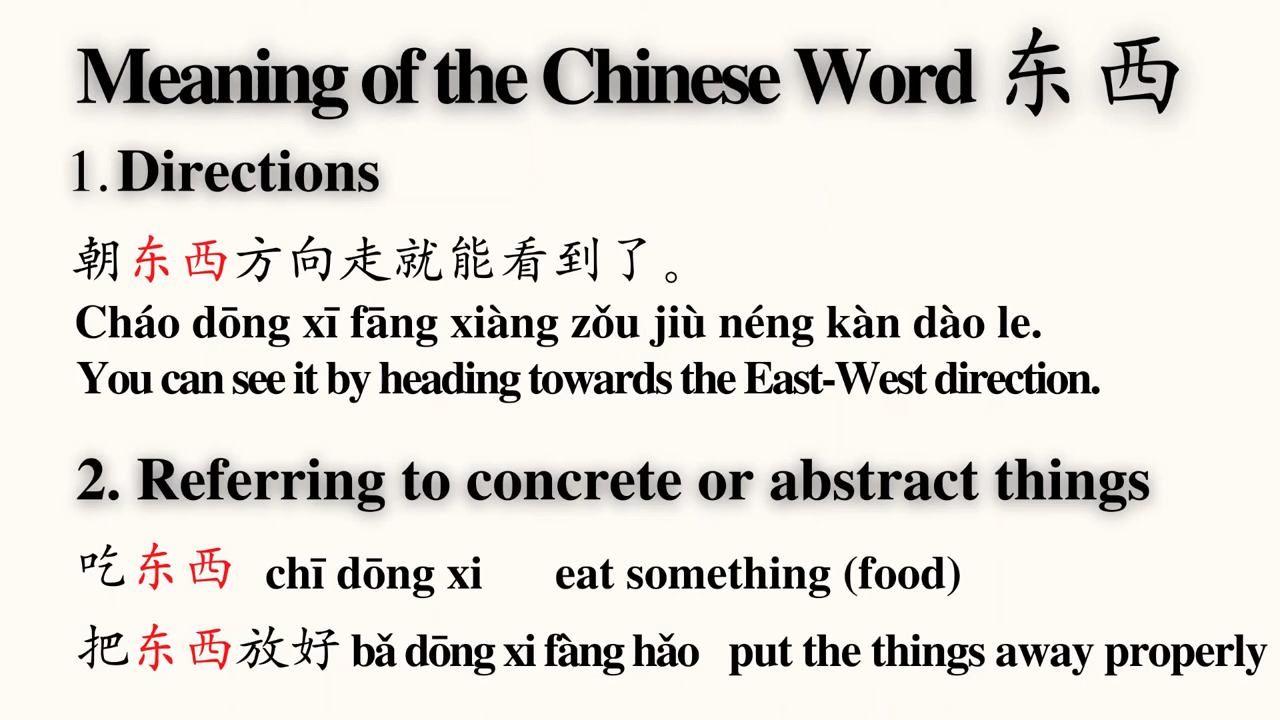 Meaning of the Chinese Word 东西
1. Directions
朝东西方向走就能看到了。
Cháo dōng xī fāng xiàng zǒu jiù néng kàn dào le.
You can see it by heading towards the East-West direction.
2. Referring to concrete or abstract things
吃东西 chī dōng xi eat something (food)
把东西放好 bǎ dōng xi fàng hǎo put the things away properly